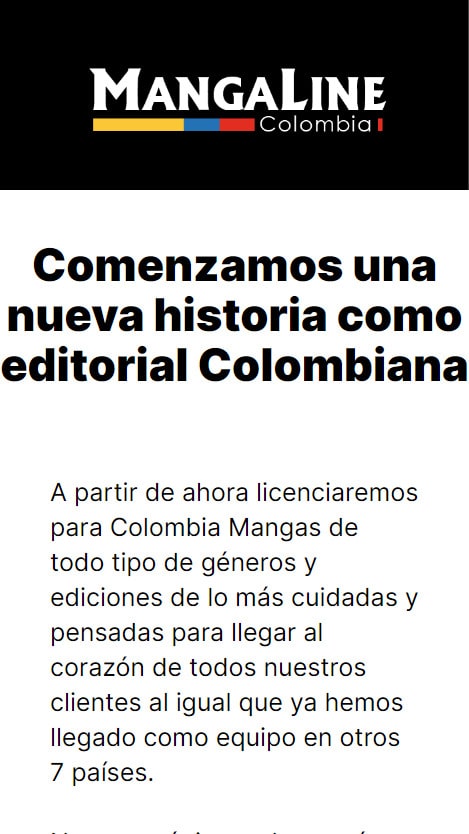 MANGALINE
Colombia
Comenzamos una
nueva historia como
editorial Colombiana
A partir de ahora licenciaremos
para Colombia Mangas de
todo tipo de géneros y
ediciones de lo más cuidadas y
pensadas para llegar al
corazón de todos nuestros
clientes al igual que ya hemos
llegado como equipo en otros
7 países.